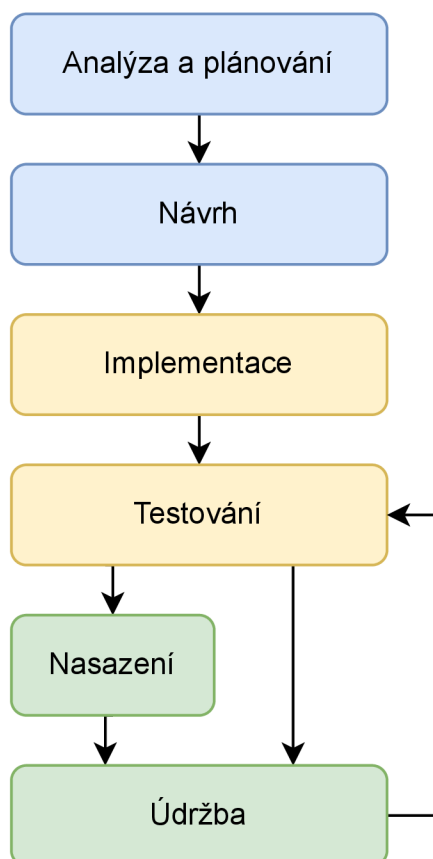 Analýza a plánování
Návrh
Implementace
Testování
Nasazení
Údržba